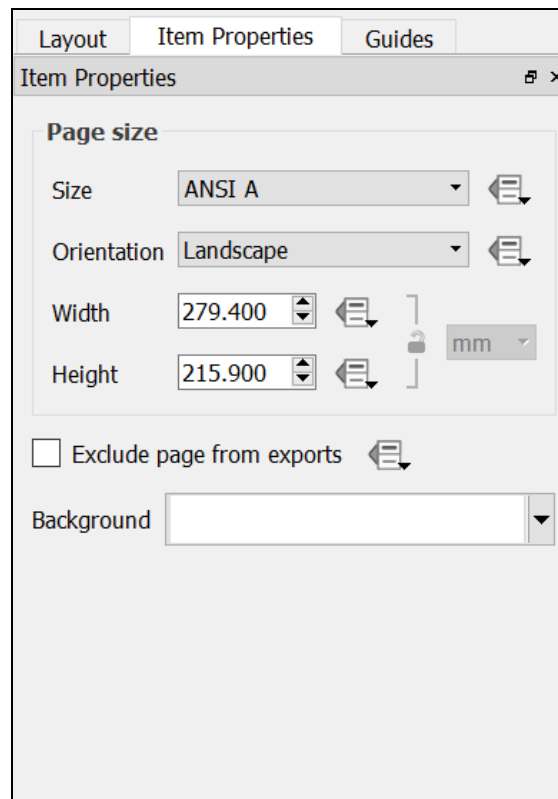 Layout Item Properties Guides
Item Properties
Page size
Size ANSI A
Orientation Landscape
Width 279.400
mm
Height 215.900
Exclude page from exports
Background